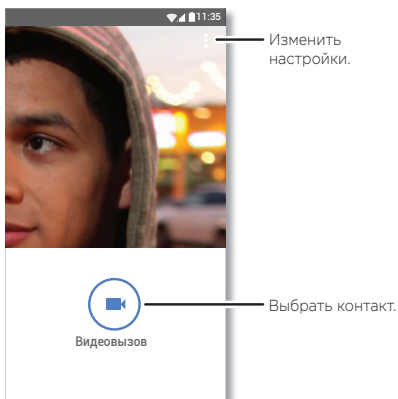 11:35
Изменить
настройки.
Выбрать контакт.
Видеовызов